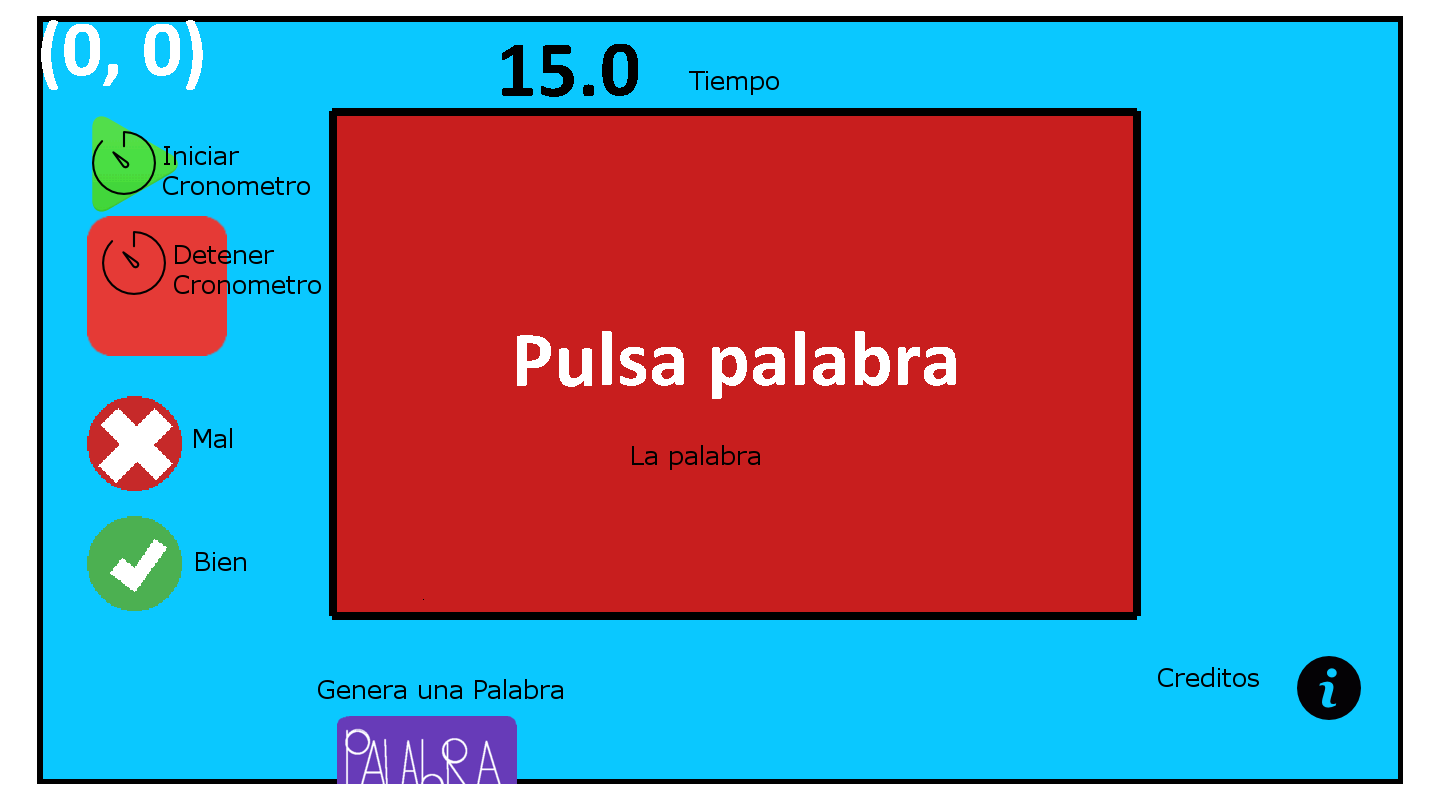 (0, 0)
15.0
Tiempo
Iniciar
Cronometro
Detener
Cronometro
Pulsa palabra
La palabra
Mal
Bien
Creditos
Genera una Palabra
PALAbRA